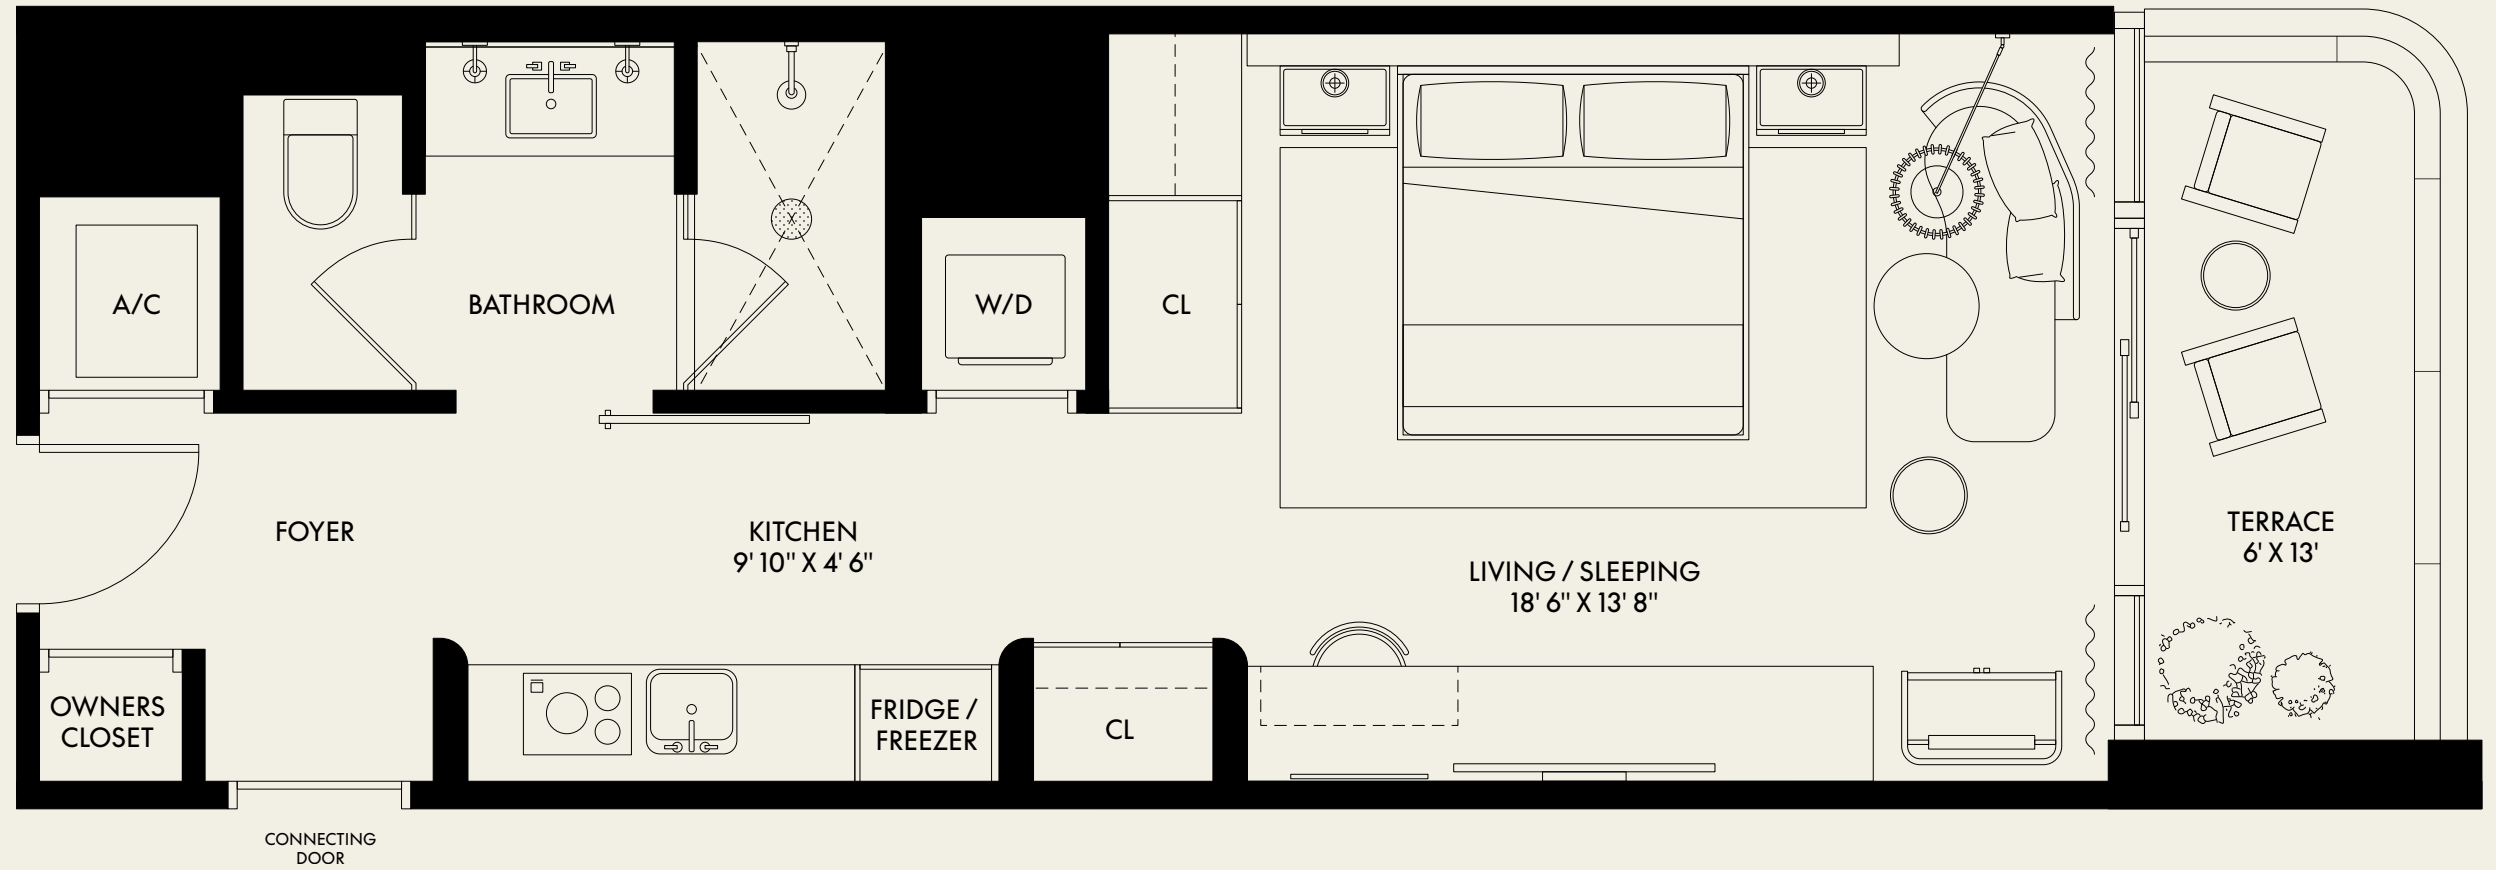 A/C
BATHROOM
W/D
CL
FOYER
KITCHEN
9' 10" X 4' 6"
LIVING / SLEEPING
18' 6" X 13' 8"
TERRACE
6' X 13'
OWNERS
CLOSET
FRIDGE /
FREEZER
CL
CONNECTING
DOOR